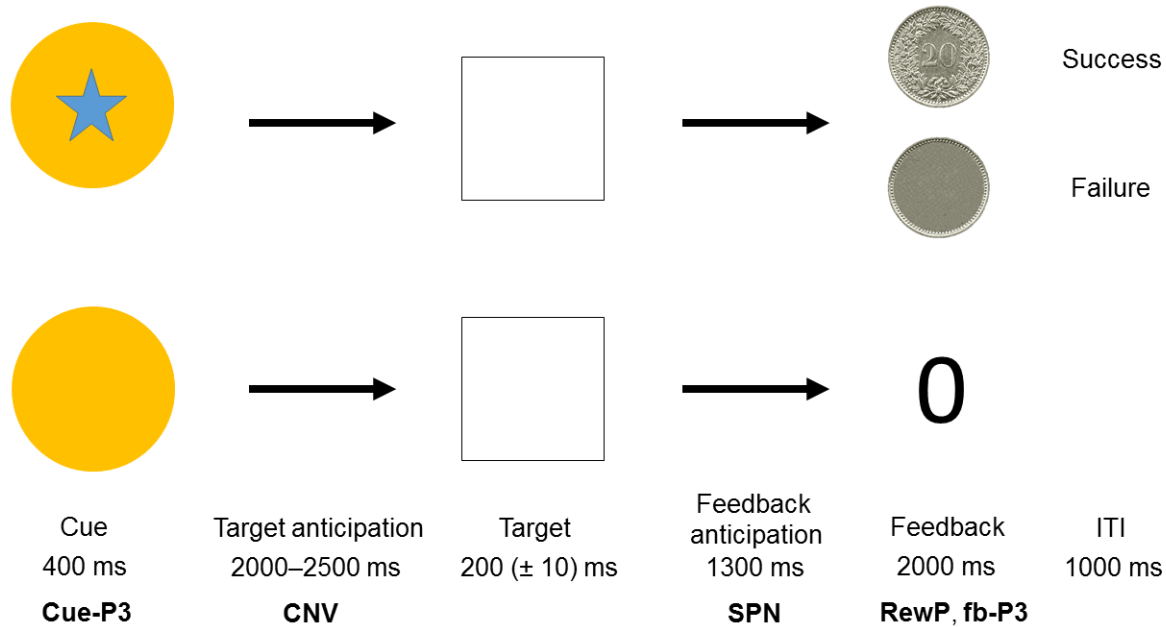 20
Success
Failure
0
Cue
400 ms
Cue-P3
Target anticipation
2000–2500 ms
CNV
Target
200 (± 10) ms
Feedback
anticipation
1300 ms
SPN
Feedback
2000 ms
RewP, fb-P3
ITI
1000 ms